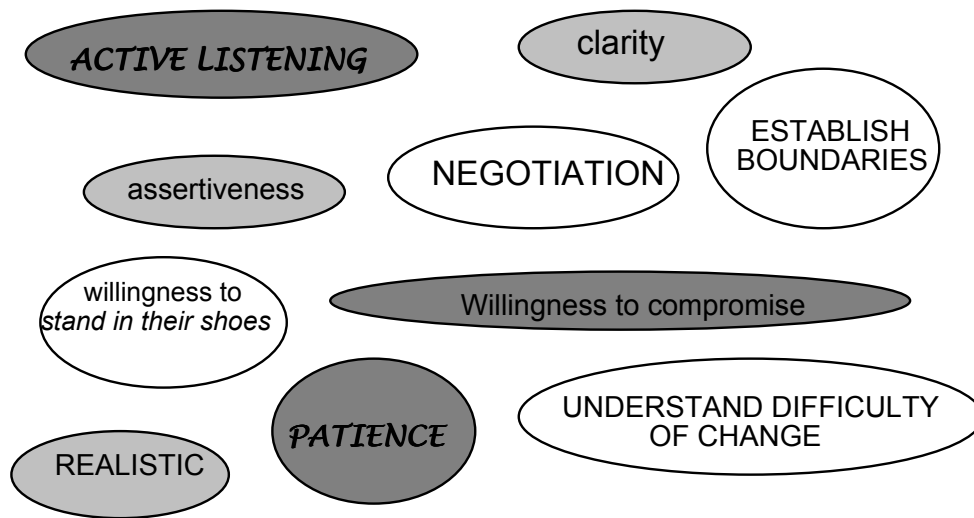 ACTIVE LISTENING
clarity
ESTABLISH
BOUNDARIES
assertiveness
NEGOTIATION
willingness to
stand in their shoes
Willingness to compromise
PATIENCE
UNDERSTAND DIFFICULTY
OF CHANGE
REALISTIC